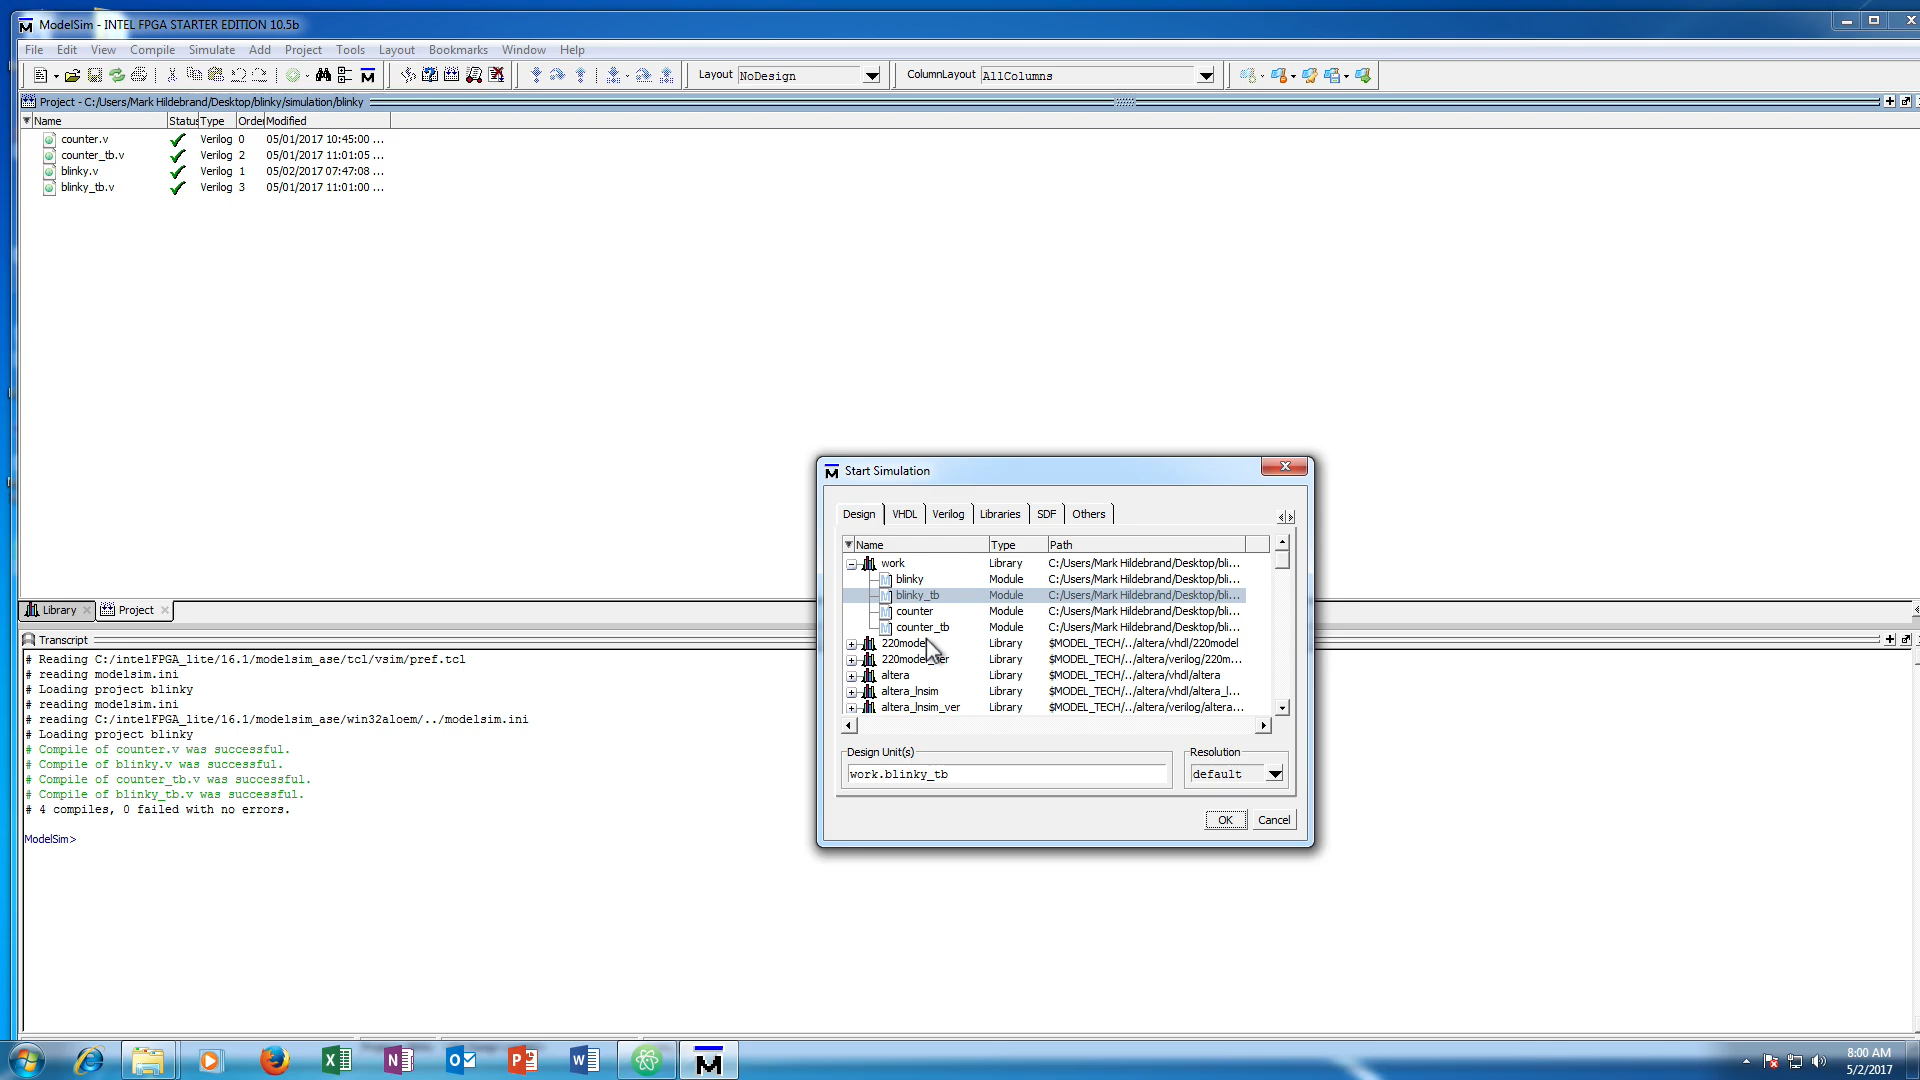 ModelSim - INTEL FPGA STARTER EDITION 10.5b
File Edit View Compile Simulate Add Project Tools Layout Bookmarks Window Help
Layout NoDesign ColumnLayout AllColumns
Project - C:/Users/Mark Hildebrand/Desktop/blinky/simulation/blinky
Name Status Type Order Modified
counter.v Verilog 0 05/01/2017 10:45:00 ...
counter_tb.v Verilog 2 05/01/2017 11:01:05 ...
blinky.v Verilog 1 05/02/2017 07:47:08 ...
blinky_tb.v Verilog 3 05/01/2017 11:01:00 ...
Start Simulation
Design VHDL Verilog Libraries SDF Others
Name Type Path
work Library C:/Users/Mark Hildebrand/Desktop/bli...
blinky Module C:/Users/Mark Hildebrand/Desktop/bli...
blinky_tb Module C:/Users/Mark Hildebrand/Desktop/bli...
counter Module C:/Users/Mark Hildebrand/Desktop/bli...
counter_tb Module C:/Users/Mark Hildebrand/Desktop/bli...
220model Library $MODEL_TECH/../altera/vhdl/220model
220model_ver Library $MODEL_TECH/../altera/verilog/220m...
altera Library $MODEL_TECH/../altera/vhdl/altera
altera_lnsim Library $MODEL_TECH/../altera/vhdl/altera_l...
altera_lnsim_ver Library $MODEL_TECH/../altera/verilog/altera...
Design Unit(s)
work.blinky_tb
Resolution
default
OK Cancel
Library Project
Transcript
# Reading C:/intelFPGA_lite/16.1/modelsim_ase/tcl/vsim/pref.tcl
# reading modelsim.ini
# Loading project blinky
# reading modelsim.ini
# reading C:/intelFPGA_lite/16.1/modelsim_ase/win32aloem/../modelsim.ini
# Loading project blinky
# Compile of counter.v was successful.
# Compile of blinky.v was successful.
# Compile of counter_tb.v was successful.
# Compile of blinky_tb.v was successful.
# 4 compiles, 0 failed with no errors.
ModelSim>
8:00 AM
5/2/2017